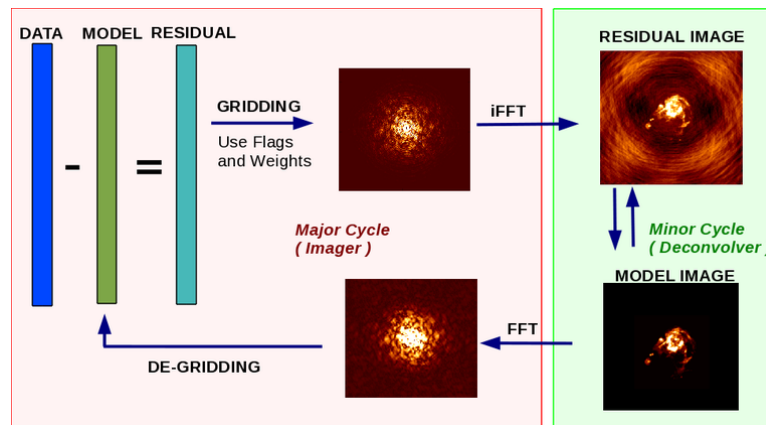 DATA
MODEL
RESIDUAL
-
=
GRIDDING
Use Flags
and Weights
iFFT
RESIDUAL IMAGE
Major Cycle
( Imager )
Minor Cycle
( Deconvolver )
MODEL IMAGE
FFT
DE-GRIDDING